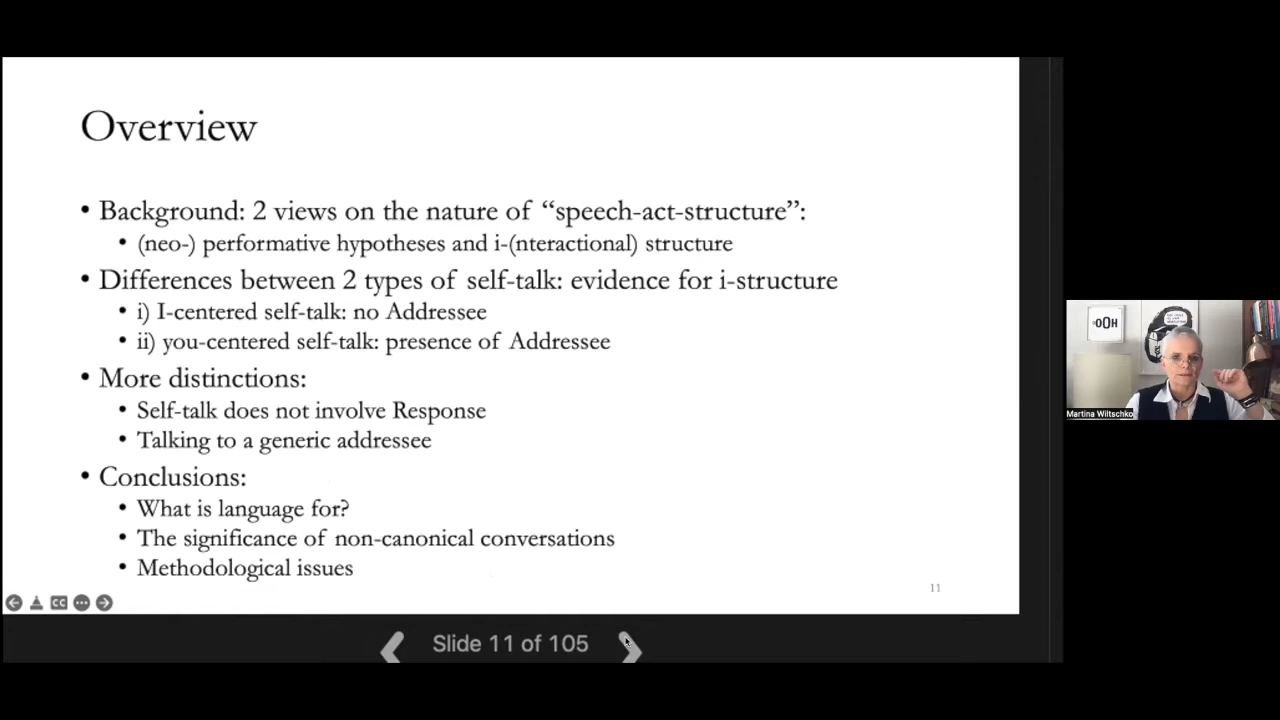 Overview
• Background: 2 views on the nature of “speech-act-structure”:
• (neo-) performative hypotheses and i-(nteractional) structure
• Differences between 2 types of self-talk: evidence for i-structure
• i) I-centered self-talk: no Addressee
• ii) you-centered self-talk: presence of Addressee
• More distinctions:
• Self-talk does not involve Response
• Talking to a generic addressee
• Conclusions:
• What is language for?
• The significance of non-canonical conversations
• Methodological issues
11
CC
Slide 11 of 105
OOH
Martina Wiltschko